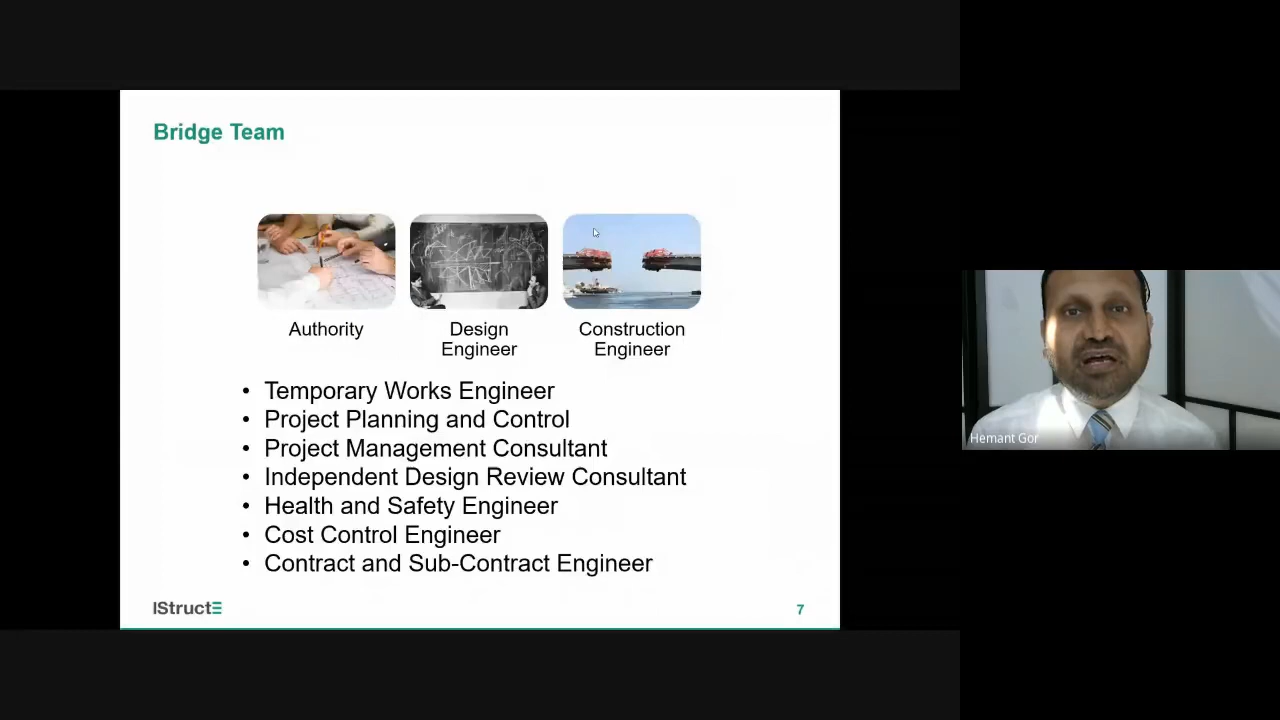 Bridge Team
Authority
Design
Engineer
Construction
Engineer
• Temporary Works Engineer
• Project Planning and Control
• Project Management Consultant
• Independent Design Review Consultant
• Health and Safety Engineer
• Cost Control Engineer
• Contract and Sub-Contract Engineer
IStructE
7
Hemant Gor